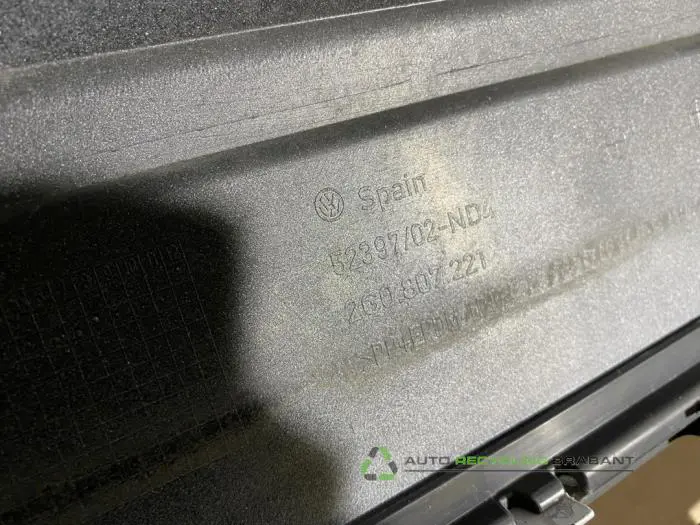 Spain
52397/02-ND4
2G0 807 221
AUTO RECYCLING BRABANT